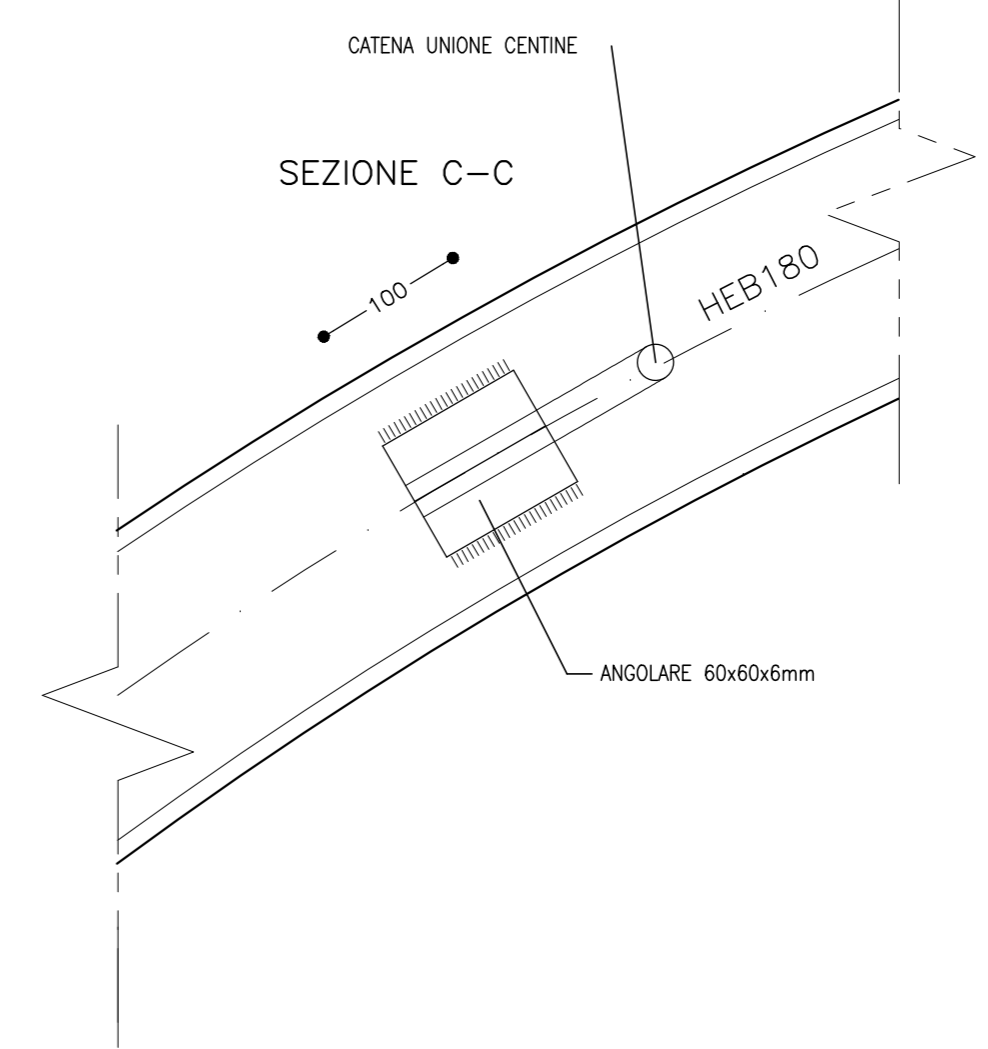 CATENA UNIONE CENTINE
SEZIONE C-C
100
HEB180
ANGOLARE 60x60x6mm